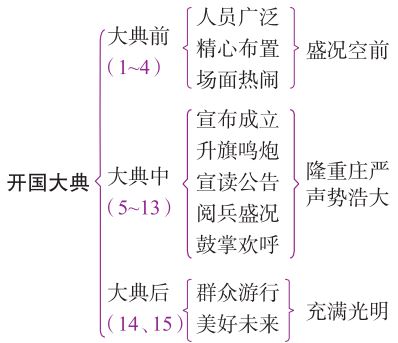 开国大典
大典前
(1~4)
人员广泛
精心布置
场面热闹
盛况空前
大典中
(5~13)
宣布成立
升旗鸣炮
宣读公告
阅兵盛况
鼓掌欢呼
隆重庄严
声势浩大
大典后
(14、15)
群众游行
美好未来
充满光明